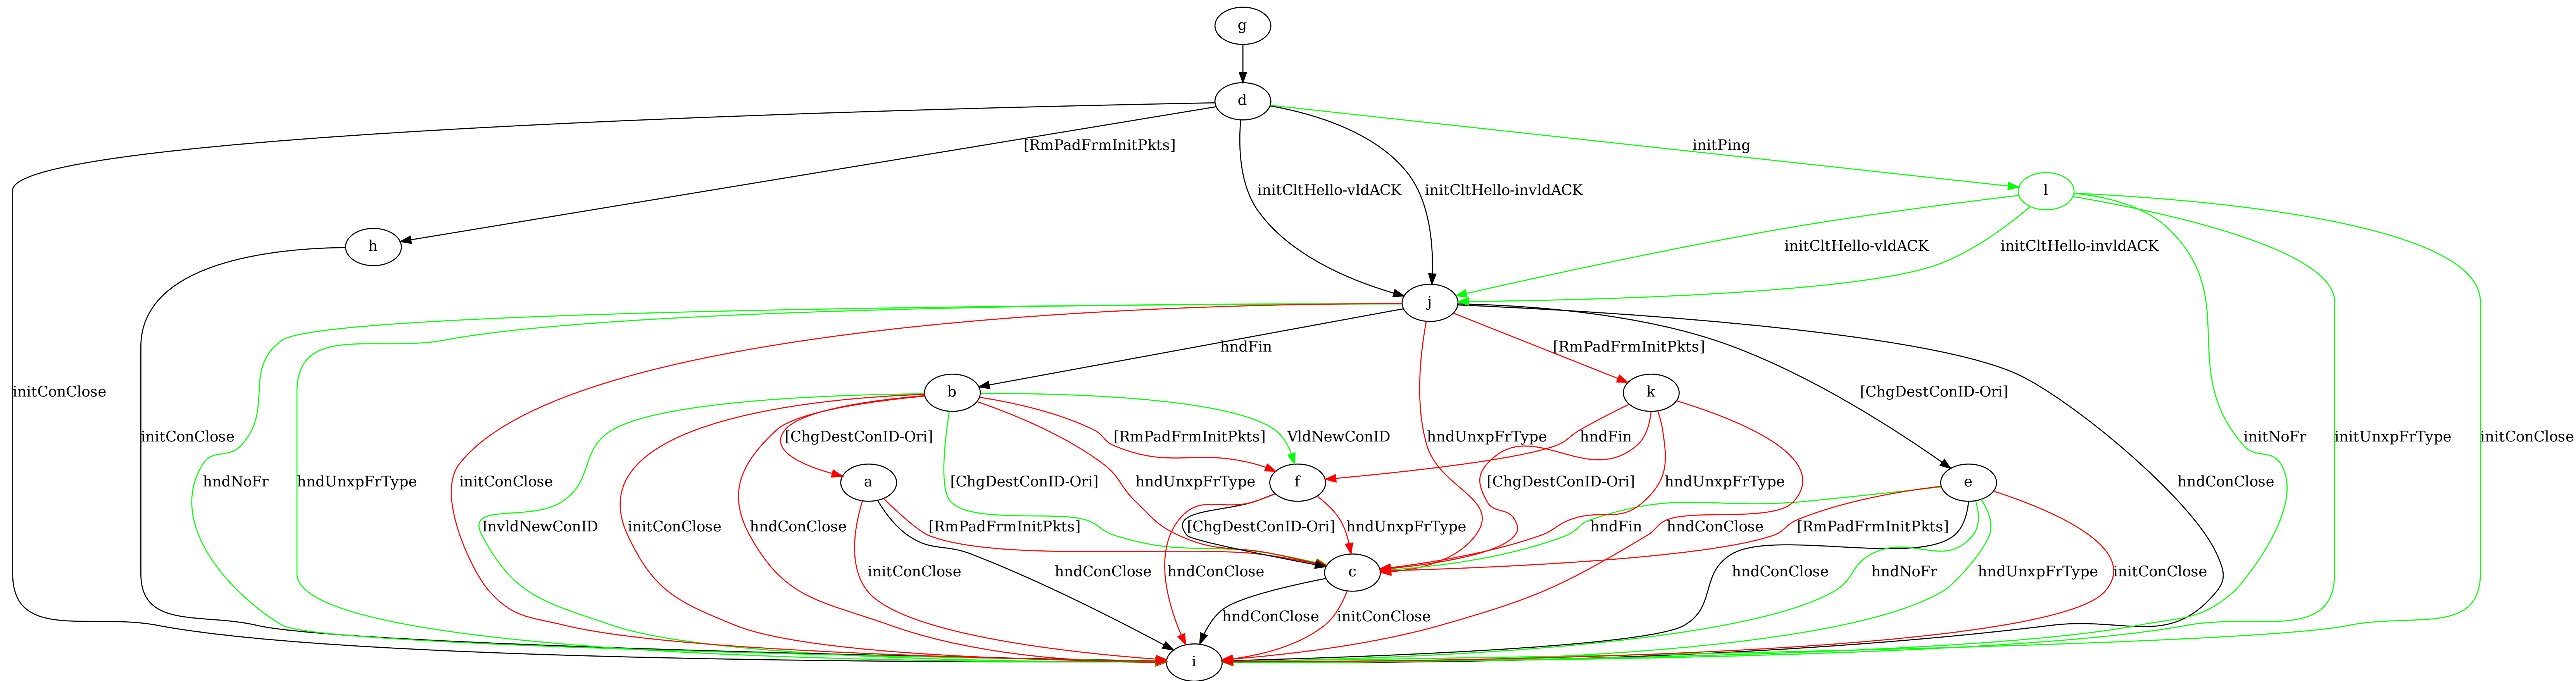 g
d
[RmPadFrmInitPkts]
initPing
initCltHello-vldACK
initCltHello-invldACK
l
h
initCltHello-vldACK
initCltHello-invldACK
j
hndFin
[RmPadFrmInitPkts]
initConClose
b
k
[ChgDestConID-Ori]
initConClose
[ChgDestConID-Ori]
[RmPadFrmInitPkts]
VldNewConID
hndUnxpFrType
hndFin
initNoFr
initUnxpFrType
initConClose
hndNoFr
hndUnxpFrType
initConClose
a
[ChgDestConID-Ori]
hndUnxpFrType
f
[ChgDestConID-Ori]
hndUnxpFrType
e
hndConClose
InvldNewConID
initConClose
hndConClose
[RmPadFrmInitPkts]
[ChgDestConID-Ori]
hndUnxpFrType
hndFin
hndConClose
[RmPadFrmInitPkts]
initConClose
hndConClose
hndConClose
c
hndConClose
hndNoFr
hndUnxpFrType
initConClose
hndConClose
initConClose
i